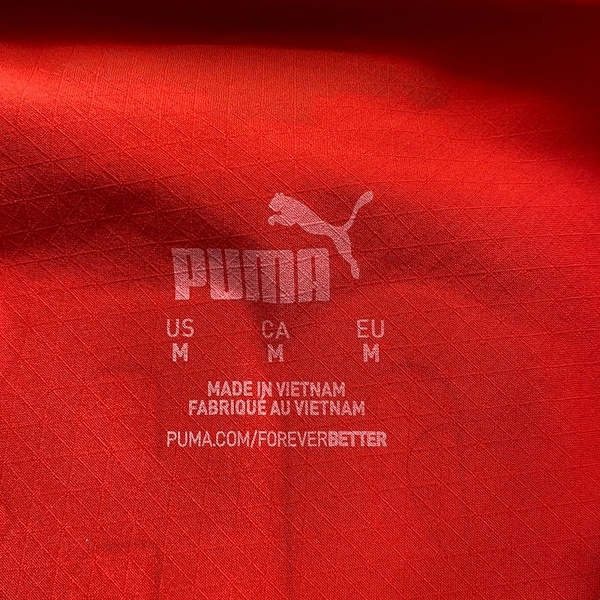 PUMA
US CA EU
M M M
MADE IN VIETNAM
FABRIQUÉ AU VIETNAM
PUMA.COM/FOREVERBETTER